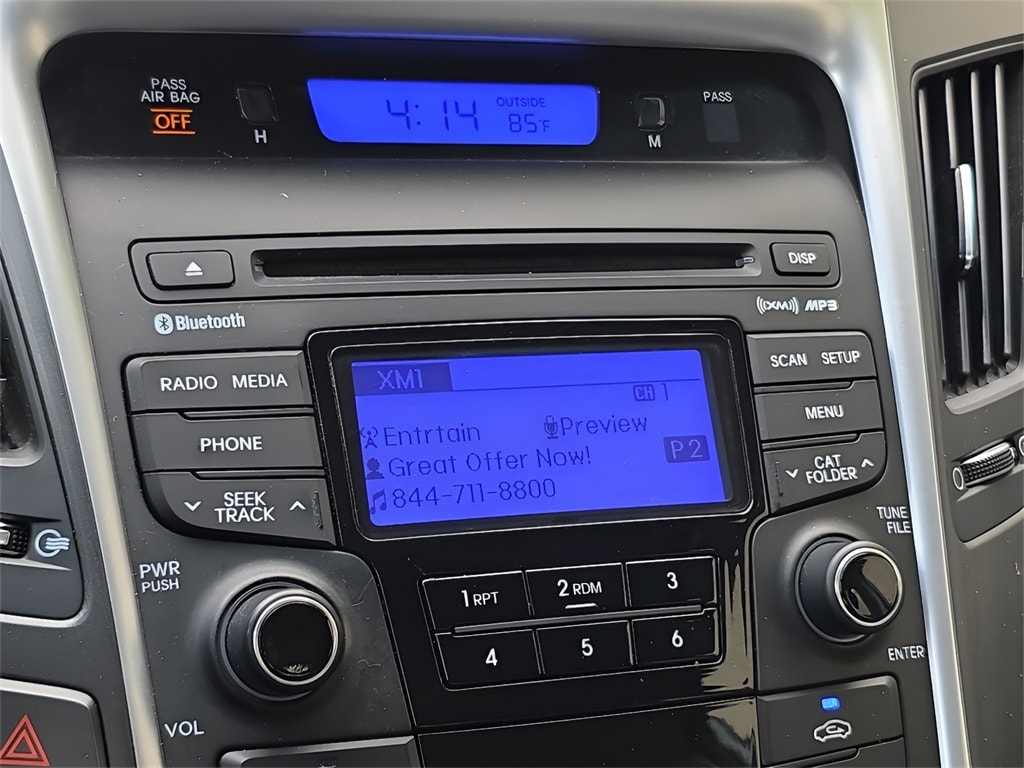 PASS
AIR BAG
OFF
H
4:14
OUTSIDE
85°F
M
PASS
DISP
Bluetooth
((XM)) MP3
RADIO MEDIA
PHONE
SEEK
TRACK
XM1
CH 1
Entrtain Preview
Great Offer Now! P2
844-711-8800
SCAN SETUP
MENU
CAT
FOLDER
PWR
PUSH
VOL
TUNE
FILE
ENTER
1 RPT 2 RDM 3
4 5 6